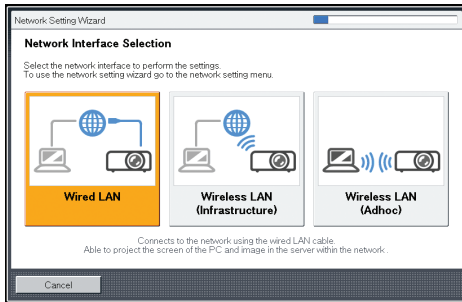 Network Setting Wizard
Network Interface Selection
Select the network interface to perform the settings.
To use the network setting wizard go to the network setting menu.
Wired LAN
Wireless LAN
(Infrastructure)
Wireless LAN
(Adhoc)
Connects to the network using the wired LAN cable.
Able to project the screen of the PC and image in the server within the network .
Cancel